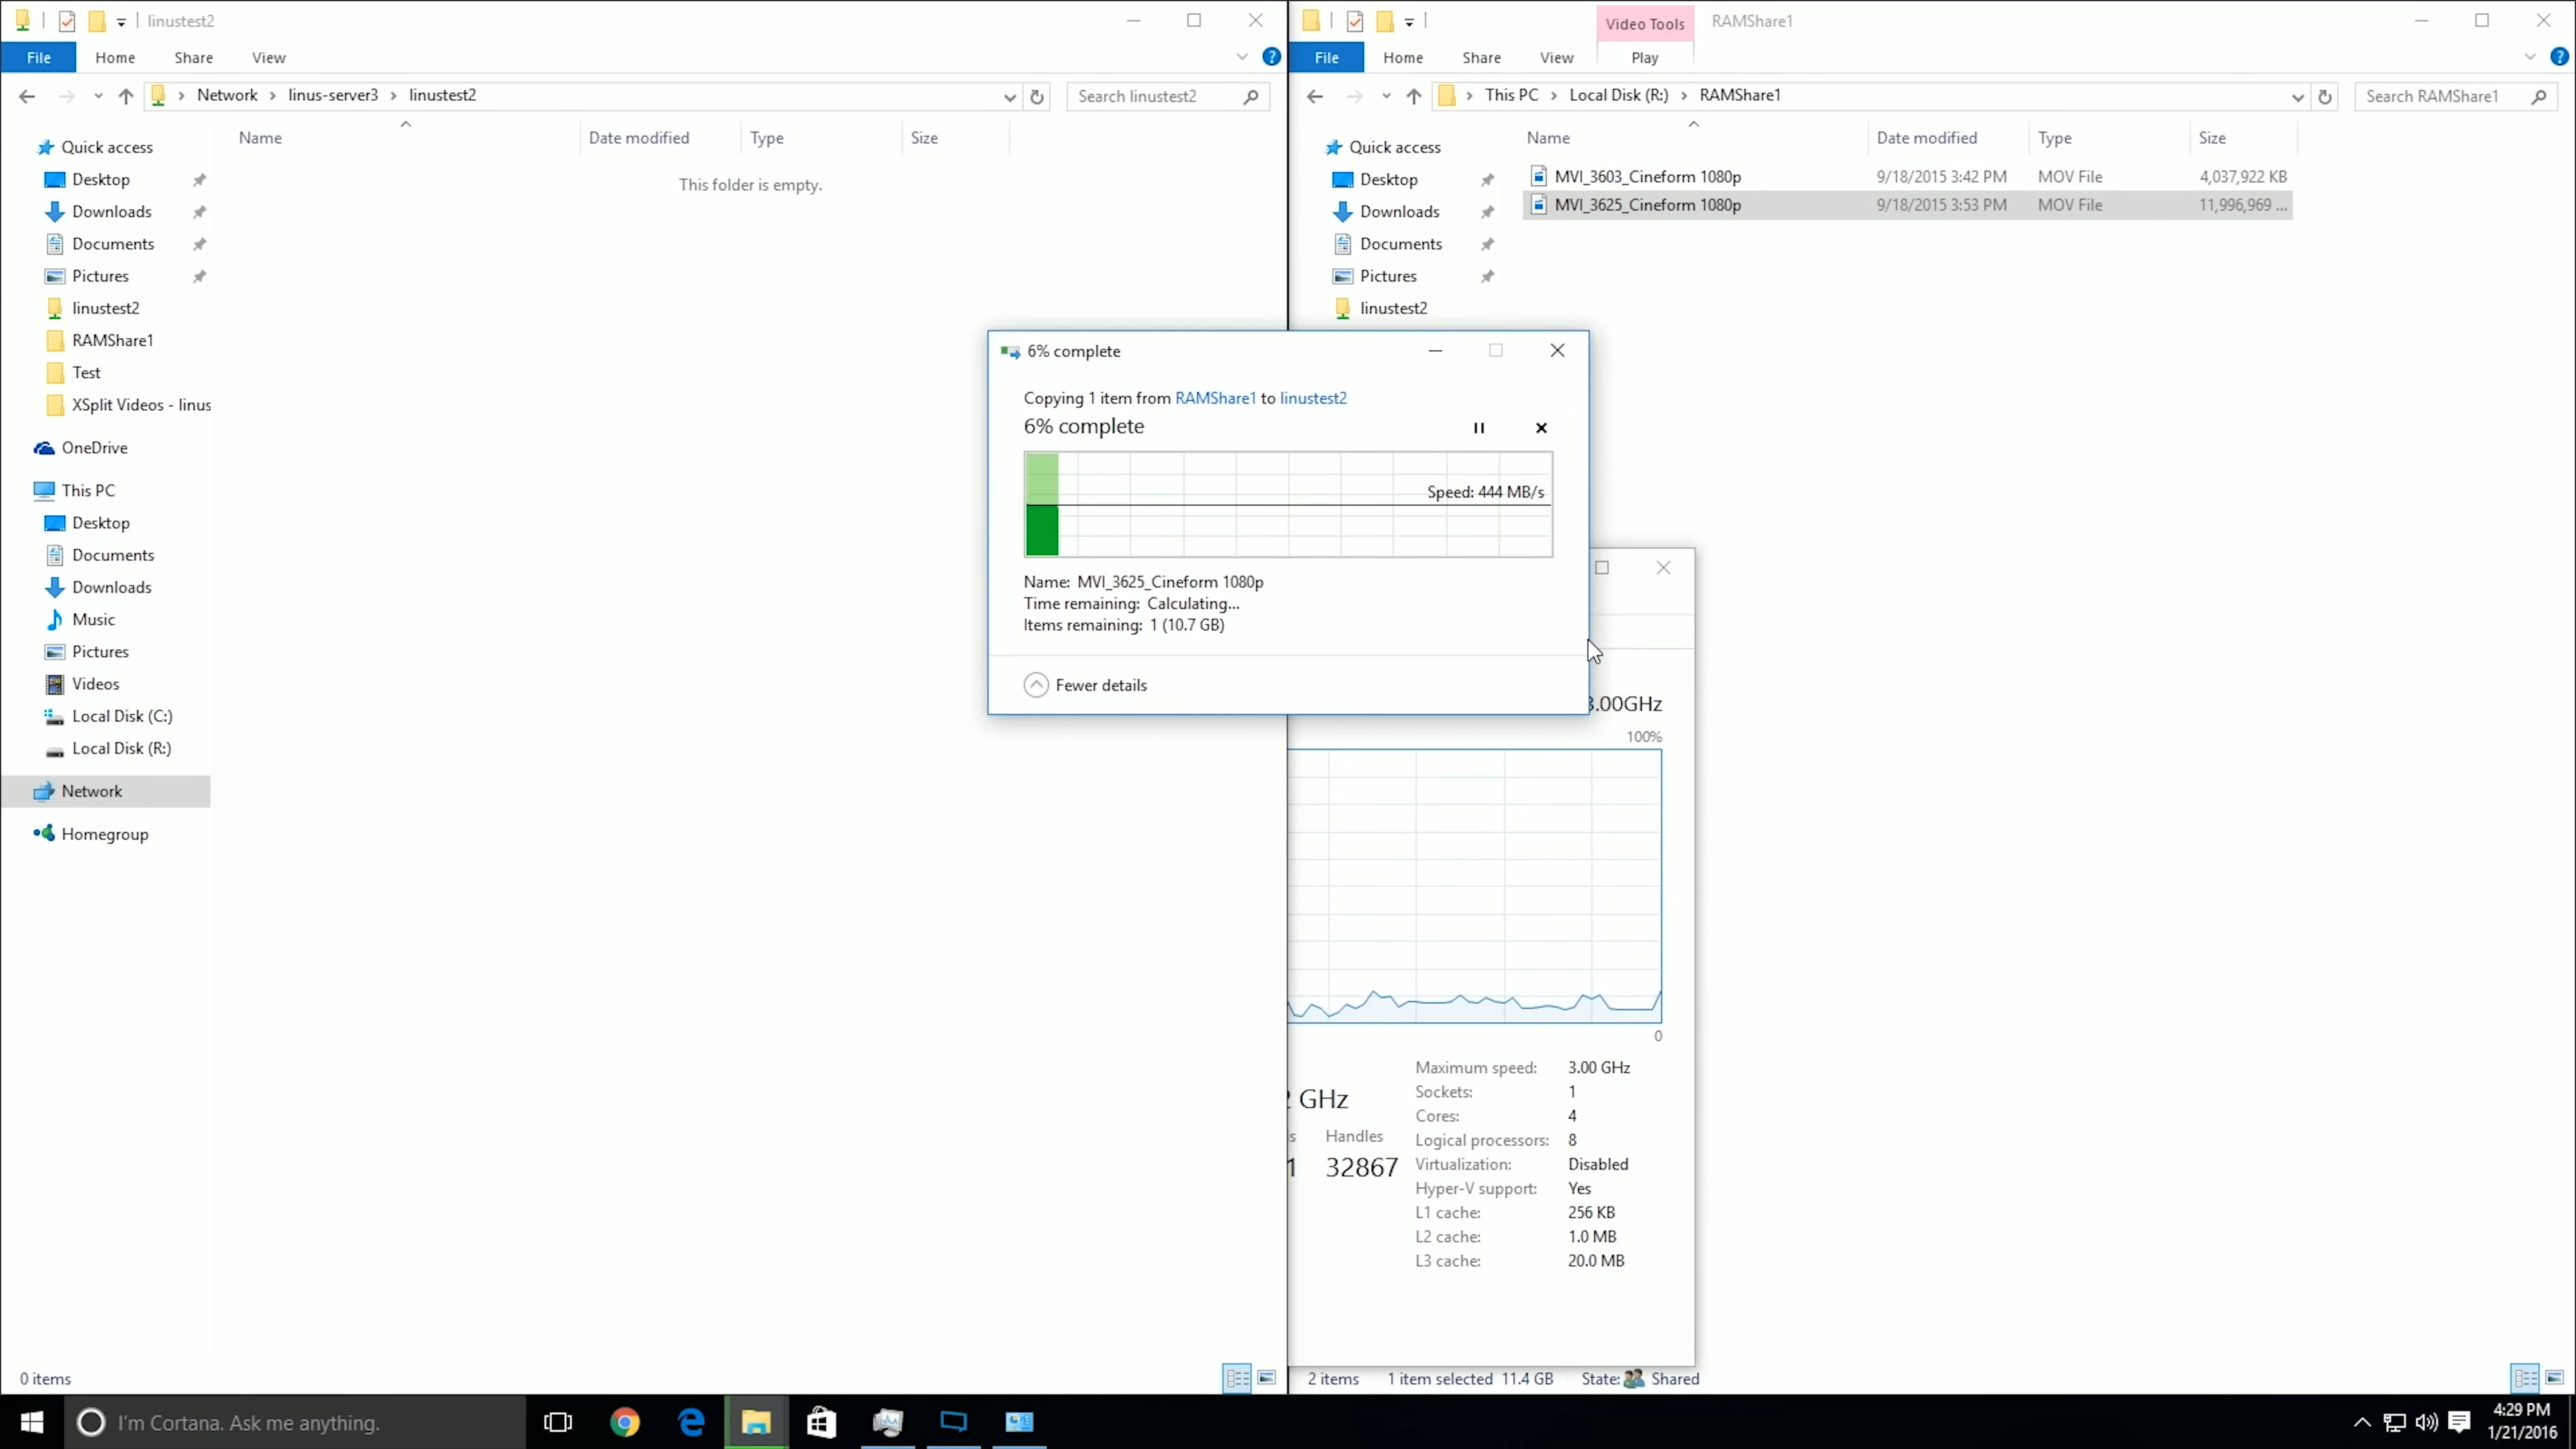 linustest2
File Home Share View
Network > linus-server3 > linustest2
Search linustest2
Name Date modified Type Size
This folder is empty.
Quick access
Desktop
Downloads
Documents
Pictures
linustest2
RAMShare1
Test
XSplit Videos - linus
OneDrive
This PC
Desktop
Documents
Downloads
Music
Pictures
Videos
Local Disk (C:)
Local Disk (R:)
Network
Homegroup
0 items
Video Tools
RAMShare1
File Home Share View Play
This PC > Local Disk (R:) > RAMShare1
Search RAMShare1
Name Date modified Type Size
MVI_3603_Cineform 1080p 9/18/2015 3:42 PM MOV File 4,037,922 KB
MVI_3625_Cineform 1080p 9/18/2015 3:53 PM MOV File 11,996,969 ...
Quick access
Desktop
Downloads
Documents
Pictures
linustest2
6% complete
Copying 1 item from RAMShare1 to linustest2
6% complete
Speed: 444 MB/s
Name: MVI_3625_Cineform 1080p
Time remaining: Calculating...
Items remaining: 1 (10.7 GB)
Fewer details
3.00GHz
100%
0
2 GHz
s Handles
1 32867
Maximum speed: 3.00 GHz
Sockets: 1
Cores: 4
Logical processors: 8
Virtualization: Disabled
Hyper-V support: Yes
L1 cache: 256 KB
L2 cache: 1.0 MB
L3 cache: 20.0 MB
2 items 1 item selected 11.4 GB State: Shared
I'm Cortana. Ask me anything.
4:29 PM
1/21/2016